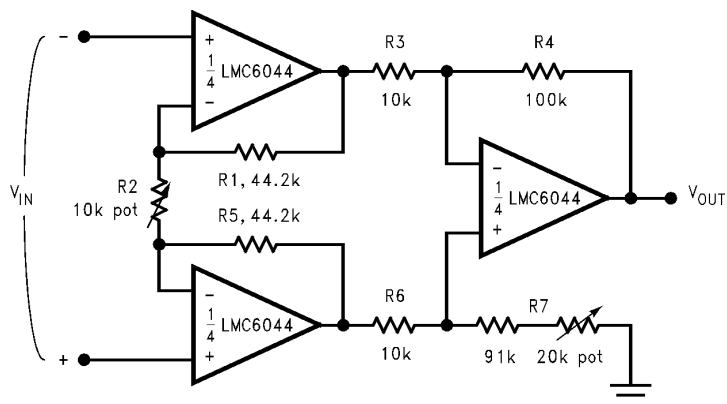 −
+
1/4 LMC6044
−
R3
10k
R4
100k
R1, 44.2k
V_IN
R2
10k pot
R5, 44.2k
−
1/4 LMC6044
+
V_OUT
−
1/4 LMC6044
+
R6
10k
R7
91k
20k pot
+